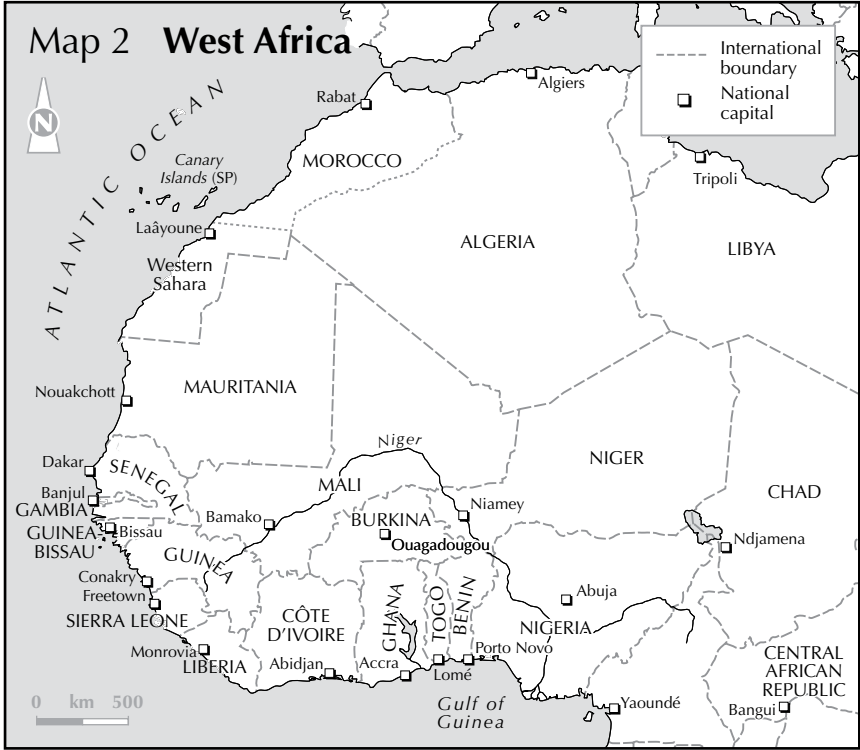 Map 2 West Africa
International
boundary
National
capital
N
ATLANTIC OCEAN
Rabat
Algiers
MOROCCO
Canary
Islands (SP)
Tripoli
Laâyoune
ALGERIA
LIBYA
Western
Sahara
Nouakchott
MAURITANIA
Niger
Dakar
SENEGAL
MALI
NIGER
CHAD
Banjul
GAMBIA
Bamako
BURKINA
Niamey
GUINEA-
BISSAU
Bissau
Ouagadougou
Ndjamena
GUINEA
Conakry
Freetown
SIERRA LEONE
CÔTE
D'IVOIRE
GHANA
TOGO
BENIN
Abuja
NIGERIA
Monrovia
LIBERIA
Abidjan
Accra
Lomé
Porto Novo
CENTRAL
AFRICAN
REPUBLIC
Gulf of
Guinea
Yaoundé
Bangui
0 km 500